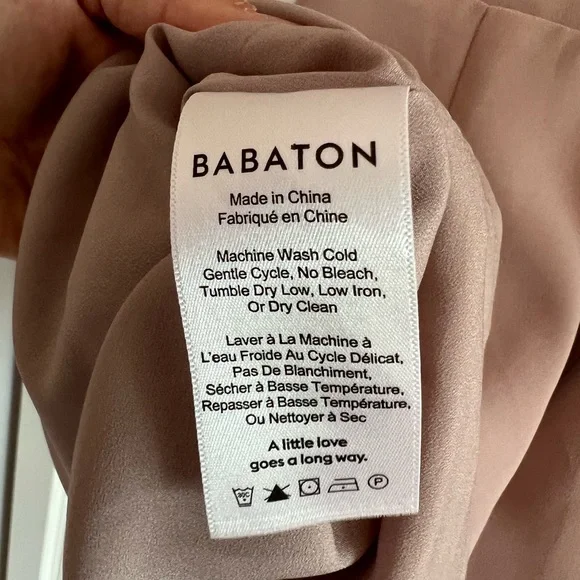 BABATON
Made in China
Fabriqué en Chine
Machine Wash Cold
Gentle Cycle, No Bleach,
Tumble Dry Low, Low Iron,
Or Dry Clean
Laver à La Machine à
L'eau Froide Au Cycle Délicat,
Pas De Blanchiment,
Sécher à Basse Température,
Repasser à Basse Température,
Ou Nettoyer à Sec
A little love
goes a long way.
30C P